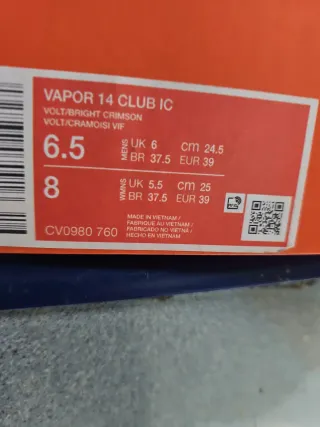 VAPOR 14 CLUB IC
VOLT/BRIGHT CRIMSON
VOLT/CRAMOISI VIF
6.5 MENS UK 6 cm 24.5
BR 37.5 EUR 39
8 WMNS UK 5.5 cm 25
BR 37.5 EUR 39
MADE IN VIETNAM /
FABRIQUE AU VIETNAM /
FABRICADO NO VIETNÃ /
HECHO EN VIETNAM
CV0980 760